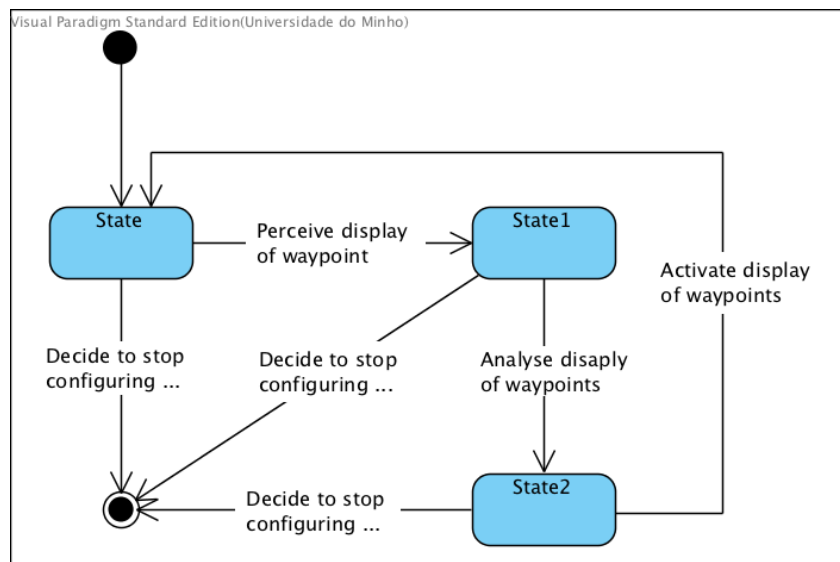 Visual Paradigm Standard Edition(Universidade do Minho)
State
Perceive display
of waypoint
State1
Activate display
of waypoints
Decide to stop
configuring ...
Decide to stop
configuring ...
Analyse disaply
of waypoints
Decide to stop
configuring ...
State2